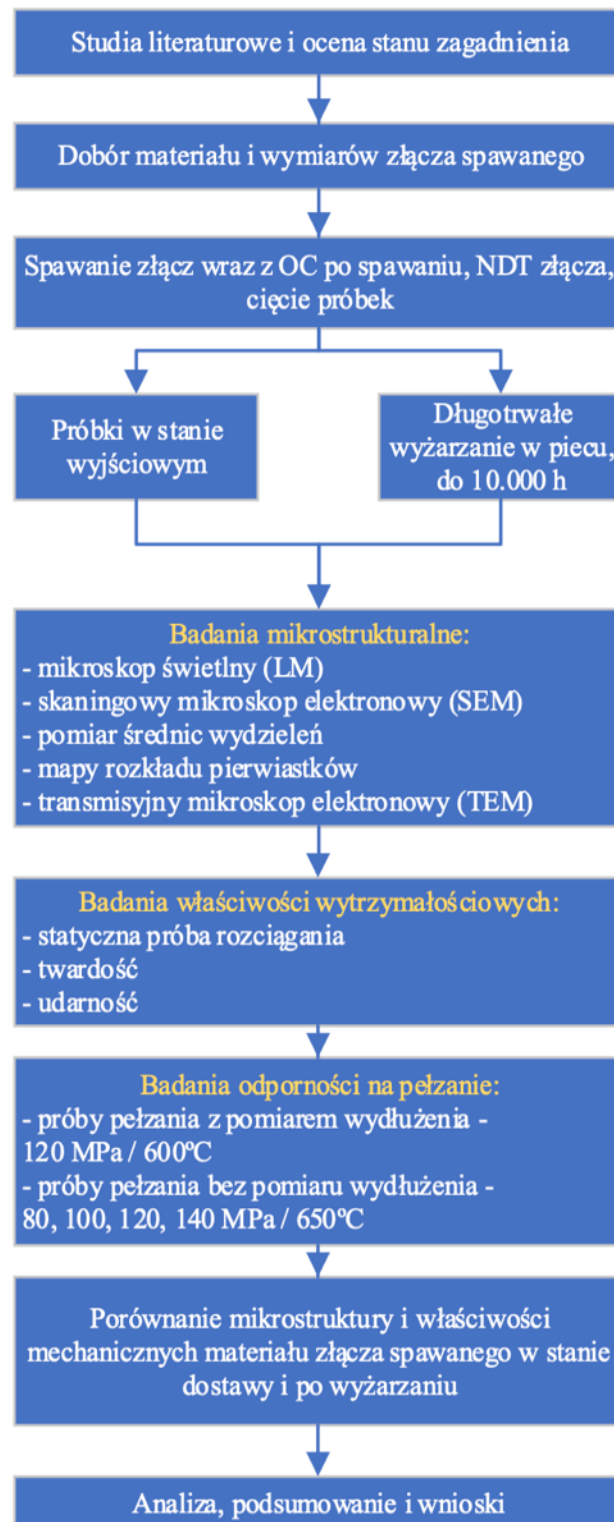 Studia literaturowe i ocena stanu zagadnienia
Dobór materiału i wymiarów złącza spawanego
Spawanie złącz wraz z OC po spawaniu, NDT złącza,
cięcie próbek
Próbki w stanie
wyjściowym
Długotrwałe
wyżarzanie w piecu,
do 10.000 h
Badania mikrostrukturalne:
- mikroskop świetlny (LM)
- skaningowy mikroskop elektronowy (SEM)
- pomiar średnic wydzieleń
- mapy rozkładu pierwiastków
- transmisyjny mikroskop elektronowy (TEM)
Badania właściwości wytrzymałościowych:
- statyczna próba rozciągania
- twardość
- udarność
Badania odporności na pełzanie:
- próby pełzania z pomiarem wydłużenia -
120 MPa / 600ºC
- próby pełzania bez pomiaru wydłużenia -
80, 100, 120, 140 MPa / 650ºC
Porównanie mikrostruktury i właściwości
mechanicznych materiału złącza spawanego w stanie
dostawy i po wyżarzaniu
Analiza, podsumowanie i wnioski